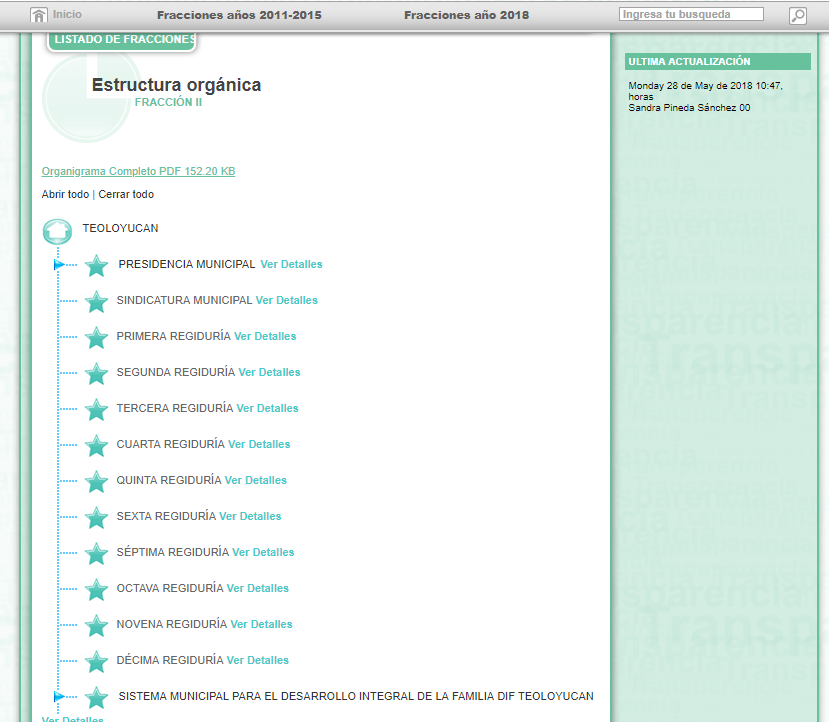 Inicio
Fracciones años 2011-2015
Fracciones año 2018
Ingresa tu busqueda
LISTADO DE FRACCIONES
Estructura orgánica
FRACCIÓN II
Organigrama Completo PDF 152.20 KB
Abrir todo | Cerrar todo
TEOLOYUCAN
PRESIDENCIA MUNICIPAL Ver Detalles
SINDICATURA MUNICIPAL Ver Detalles
PRIMERA REGIDURÍA Ver Detalles
SEGUNDA REGIDURÍA Ver Detalles
TERCERA REGIDURÍA Ver Detalles
CUARTA REGIDURÍA Ver Detalles
QUINTA REGIDURÍA Ver Detalles
SEXTA REGIDURÍA Ver Detalles
SÉPTIMA REGIDURÍA Ver Detalles
OCTAVA REGIDURÍA Ver Detalles
NOVENA REGIDURÍA Ver Detalles
DÉCIMA REGIDURÍA Ver Detalles
SISTEMA MUNICIPAL PARA EL DESARROLLO INTEGRAL DE LA FAMILIA DIF TEOLOYUCAN
Ver Detalles
ULTIMA ACTUALIZACIÓN
Monday 28 de May de 2018 10:47,
horas
Sandra Pineda Sánchez 00